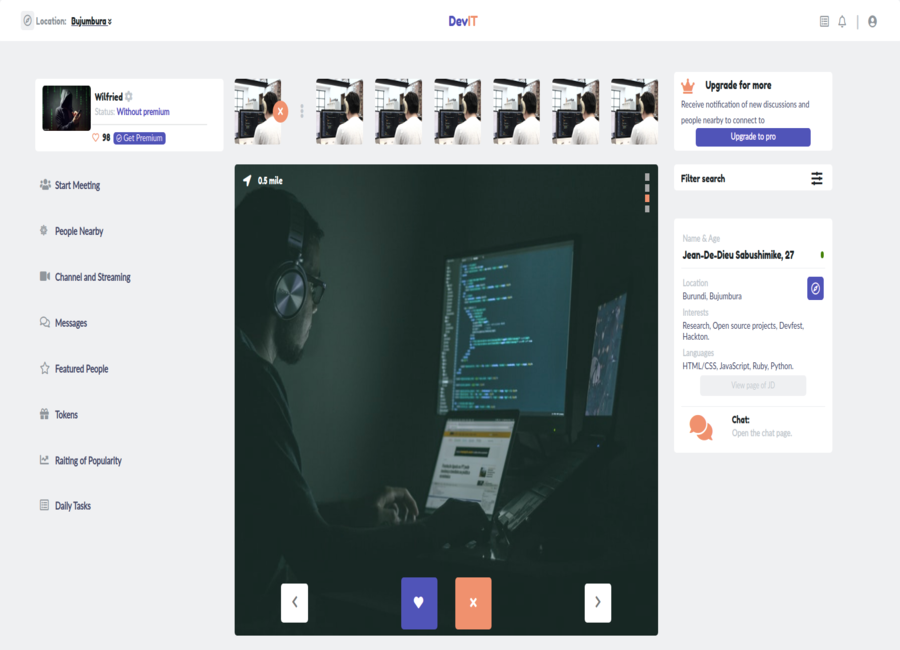 Location: Bujumbura
DevIT
Wilfried
Status: Without premium
98 Get Premium
x
Upgrade for more
Receive notification of new discussions and
people nearby to connect to
Upgrade to pro
Start Meeting
People Nearby
Channel and Streaming
Messages
Featured People
Tokens
Raiting of Popularity
Daily Tasks
0.5 mile
x
Filter search
Name & Age
Jean-De-Dieu Sabushimike, 27
Location
Burundi, Bujumbura
Interests
Research, Open source projects, Devfest,
Hackton.
Languages
HTML/CSS, JavaScript, Ruby, Python.
View page of JD
Chat:
Open the chat page.